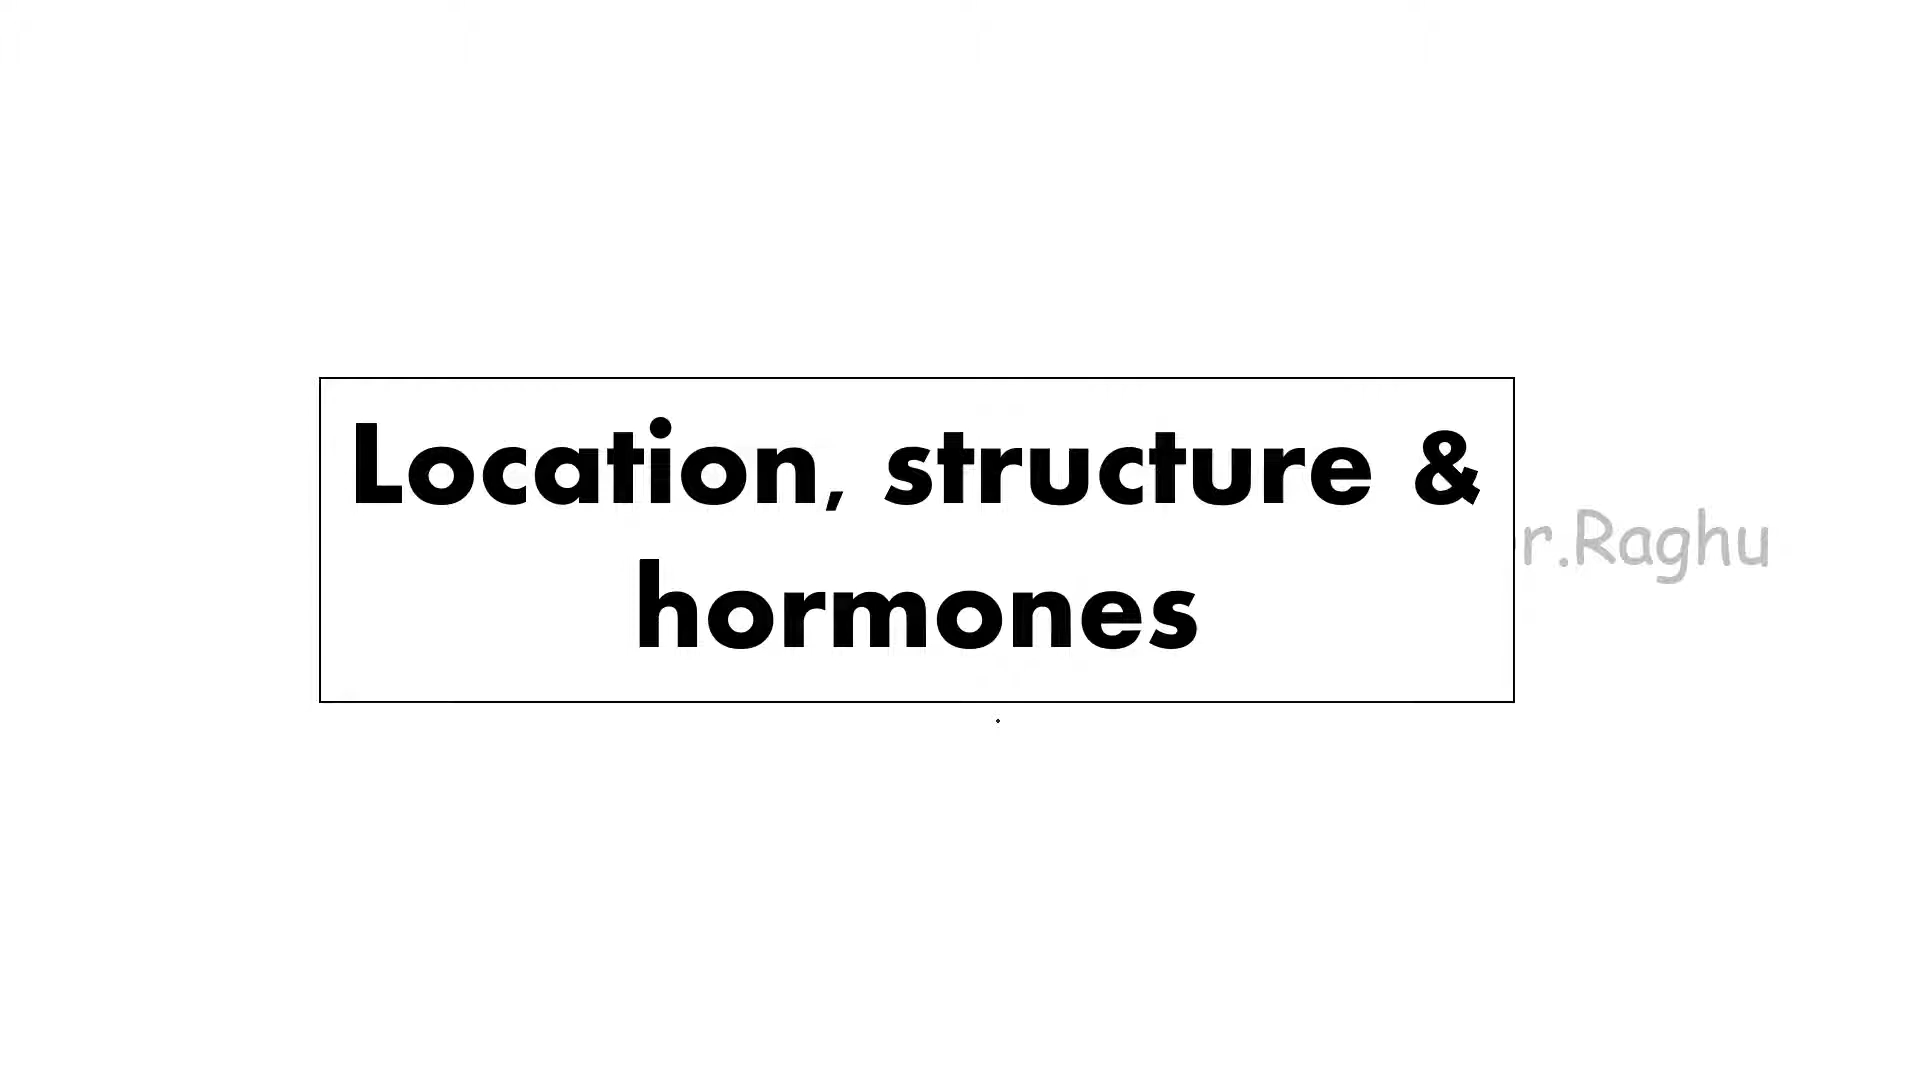 Location, structure &
hormones
r.Raghu